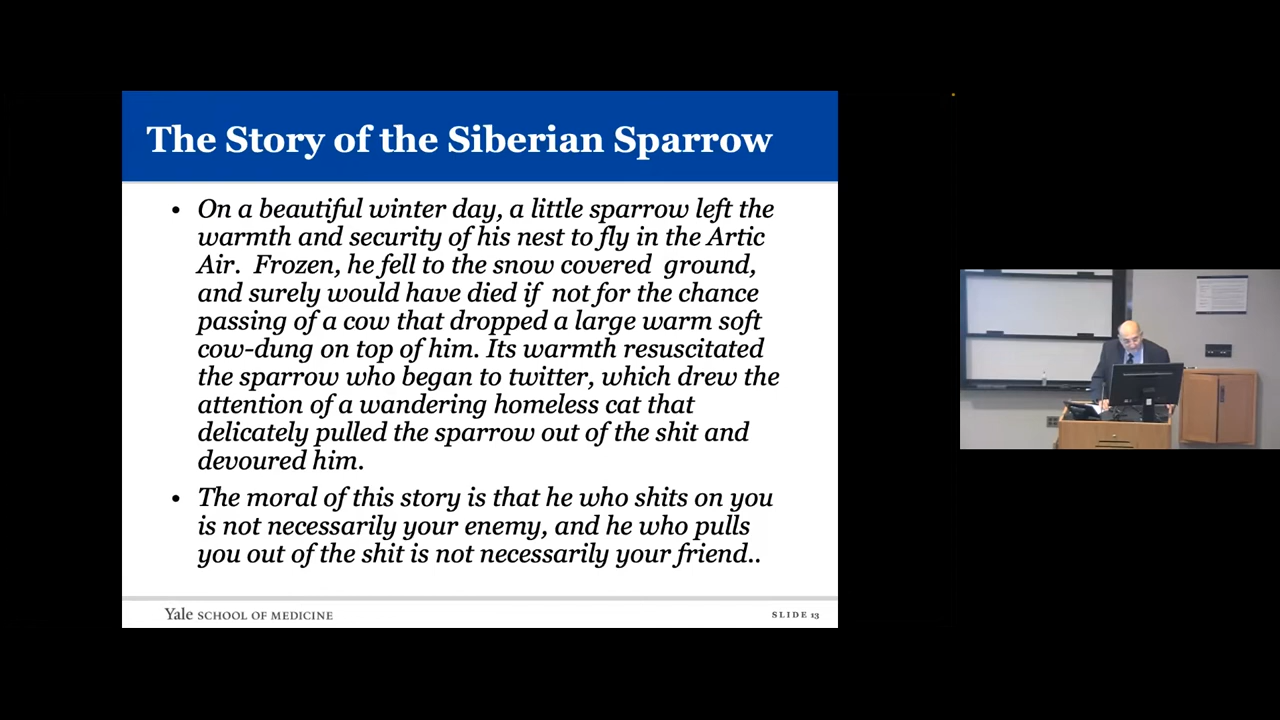 The Story of the Siberian Sparrow
• On a beautiful winter day, a little sparrow left the
warmth and security of his nest to fly in the Artic
Air.  Frozen, he fell to the snow covered  ground,
and surely would have died if  not for the chance
passing of a cow that dropped a large warm soft
cow-dung on top of him. Its warmth resuscitated
the sparrow who began to twitter, which drew the
attention of a wandering homeless cat that
delicately pulled the sparrow out of the shit and
devoured him.
• The moral of this story is that he who shits on you
is not necessarily your enemy, and he who pulls
you out of the shit is not necessarily your friend..
Yale SCHOOL OF MEDICINE
SLIDE 13